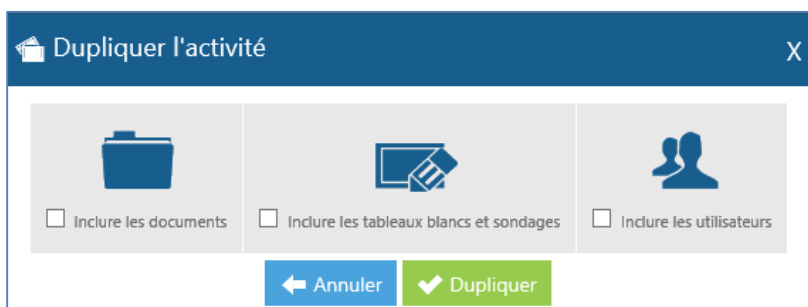 Dupliquer l'activité
X
Inclure les documents
Inclure les tableaux blancs et sondages
Inclure les utilisateurs
Annuler
Dupliquer